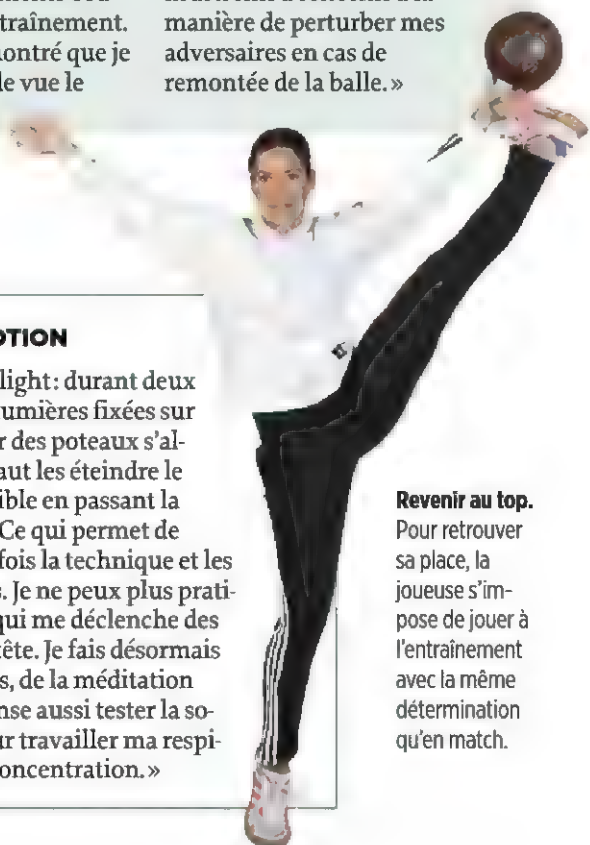 traînement.
ontré que je
vue le
manière de perturber mes
adversaires en cas de
remontée de la balle.»
OTION
light: durant deux
umières fixées sur
r des poteaux s'al-
aut les éteindre le
ible en passant la
Ce qui permet de
fois la technique et les
s. Je ne peux plus prati-
qui me déclenche des
ête. Je fais désormais
s, de la méditation
nse aussi tester la so-
ur travailler ma respi-
oncentration.»
Revenir au top.
Pour retrouver
sa place, la
joueuse s'im-
pose de jouer à
l'entraînement
avec la même
détermination
qu'en match.